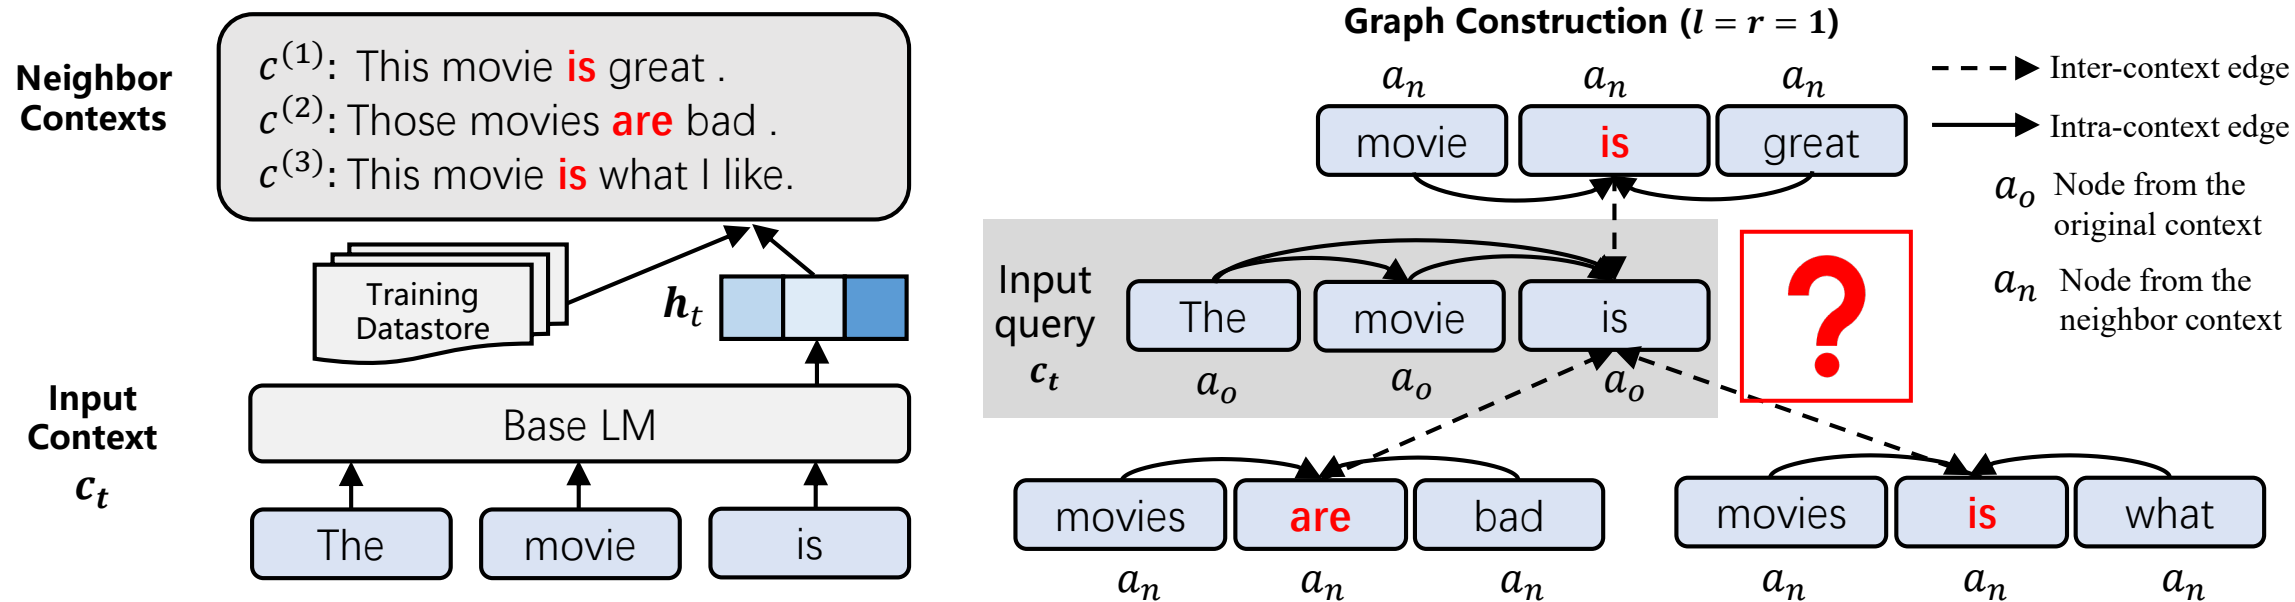 Neighbor
Contexts
c^(1): This movie is great .
c^(2): Those movies are bad .
c^(3): This movie is what I like.
Training
Datastore
h_t
Input
Context
c_t
Base LM
The
movie
is
Graph Construction (l = r = 1)
a_n
a_n
a_n
movie
is
great
Inter-context edge
Intra-context edge
a_o Node from the
original context
a_n Node from the
neighbor context
Input
query
c_t
The
movie
is
a_o
a_o
a_o
?
movies
are
bad
a_n
a_n
a_n
movies
is
what
a_n
a_n
a_n